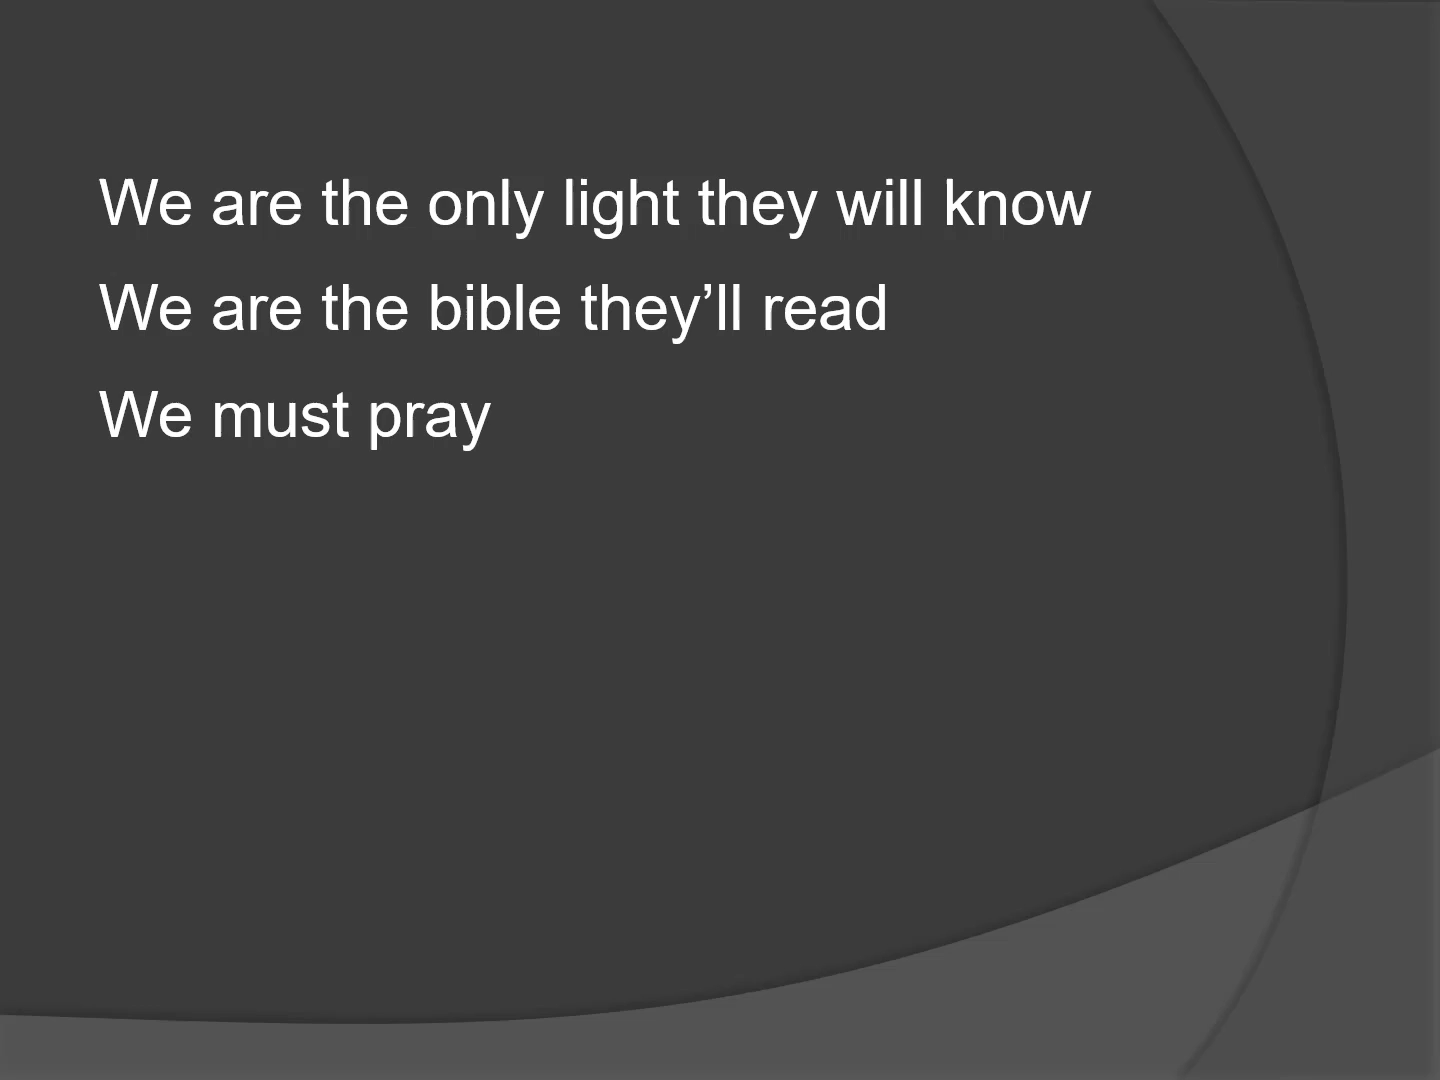 We are the only light they will know
We are the bible they’ll read
We must pray